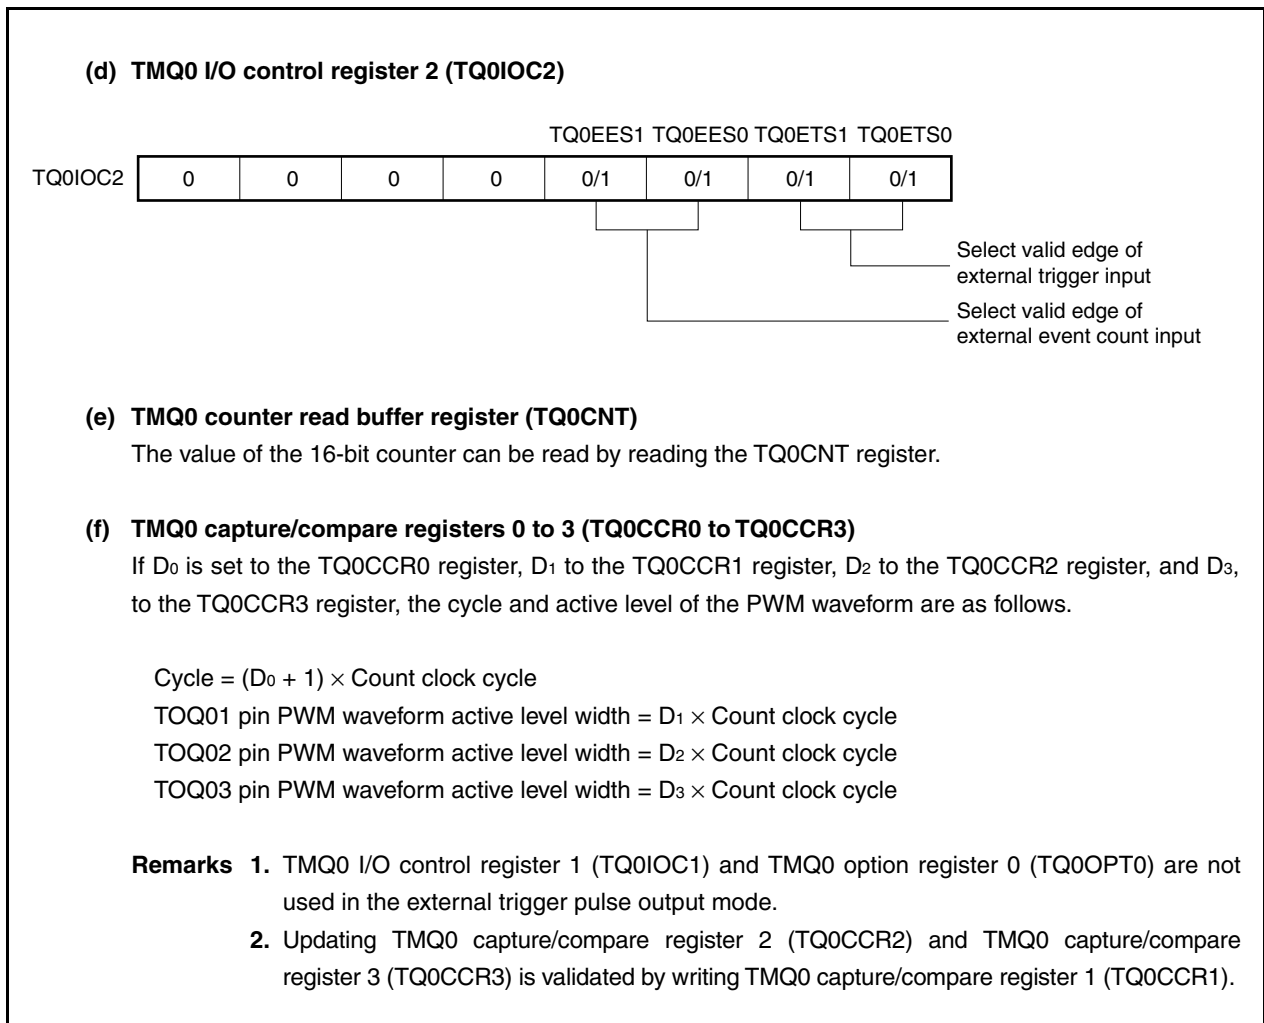 (d) TMQ0 I/O control register 2 (TQ0IOC2)
TQ0EES1 TQ0EES0 TQ0ETS1 TQ0ETS0
TQ0IOC2 0 0 0 0 0/1 0/1 0/1 0/1
Select valid edge of
external trigger input
Select valid edge of
external event count input
(e) TMQ0 counter read buffer register (TQ0CNT)
The value of the 16-bit counter can be read by reading the TQ0CNT register.
(f) TMQ0 capture/compare registers 0 to 3 (TQ0CCR0 to TQ0CCR3)
If D0 is set to the TQ0CCR0 register, D1 to the TQ0CCR1 register, D2 to the TQ0CCR2 register, and D3,
to the TQ0CCR3 register, the cycle and active level of the PWM waveform are as follows.
Cycle = (D0 + 1) × Count clock cycle
TOQ01 pin PWM waveform active level width = D1 × Count clock cycle
TOQ02 pin PWM waveform active level width = D2 × Count clock cycle
TOQ03 pin PWM waveform active level width = D3 × Count clock cycle
Remarks 1. TMQ0 I/O control register 1 (TQ0IOC1) and TMQ0 option register 0 (TQ0OPT0) are not
used in the external trigger pulse output mode.
2. Updating TMQ0 capture/compare register 2 (TQ0CCR2) and TMQ0 capture/compare
register 3 (TQ0CCR3) is validated by writing TMQ0 capture/compare register 1 (TQ0CCR1).